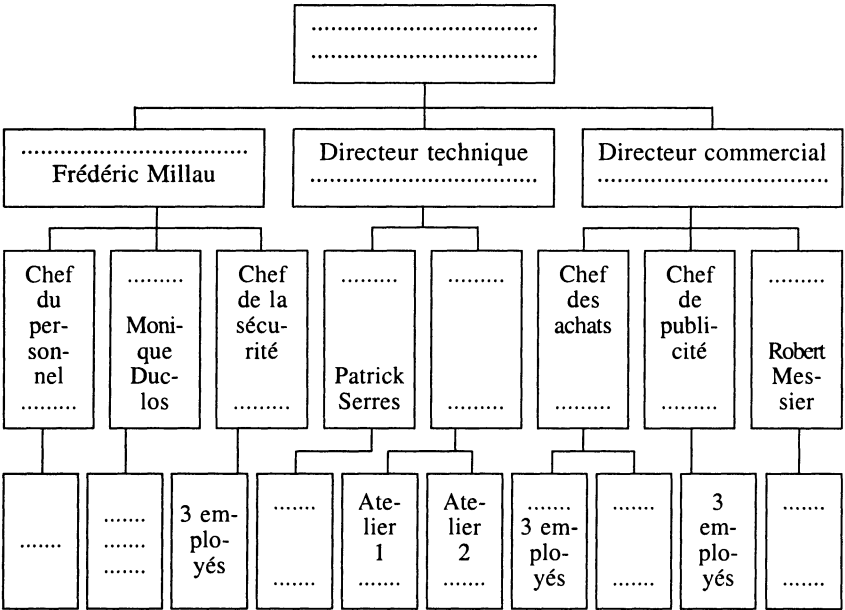 ........................................
........................................
........................................
Frédéric Millau
Directeur technique
........................................
Directeur commercial
........................................
Chef
du
per-
son-
nel
.........
.........
Moni-
que
Duc-
los
Chef
de la
sécu-
rité
.........
.........
Patrick
Serres
.........
.........
Chef
des
achats
.........
Chef
de
publi-
cité
.........
.........
Robert
Mes-
sier
.......
.......
.......
.......
3 em-
plo-
yés
.......
.......
Ate-
lier
1
.......
Ate-
lier
2
.......
.......
3 em-
plo-
yés
.......
.......
3
em-
plo-
yés
.......
.......